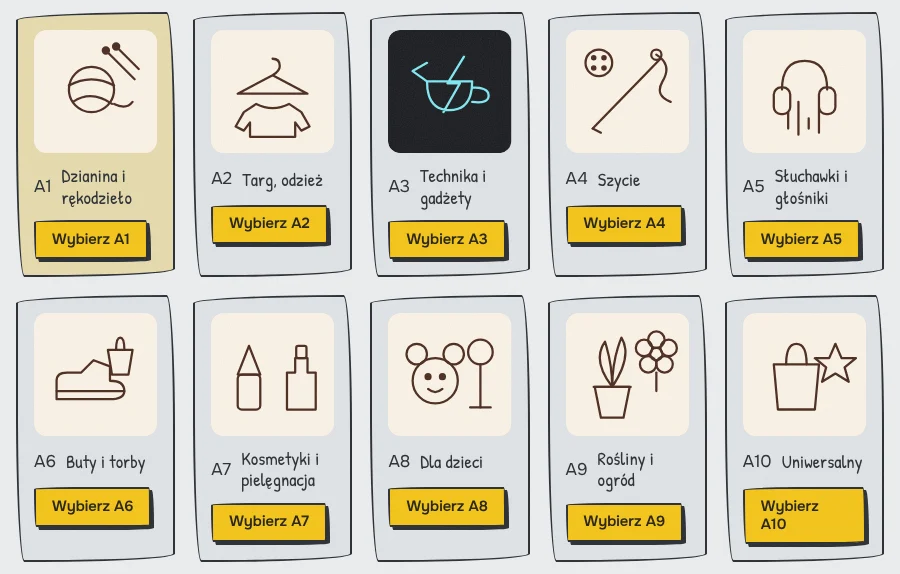 A1 Dzianina i
rękodzieło
Wybierz A1
A2 Targ, odzież
Wybierz A2
A3 Technika i
gadżety
Wybierz A3
A4 Szycie
Wybierz A4
A5 Słuchawki i
głośniki
Wybierz A5
A6 Buty i torby
Wybierz A6
A7 Kosmetyki i
pielęgnacja
Wybierz A7
A8 Dla dzieci
Wybierz A8
A9 Rośliny i
ogród
Wybierz A9
A10 Uniwersalny
Wybierz
A10